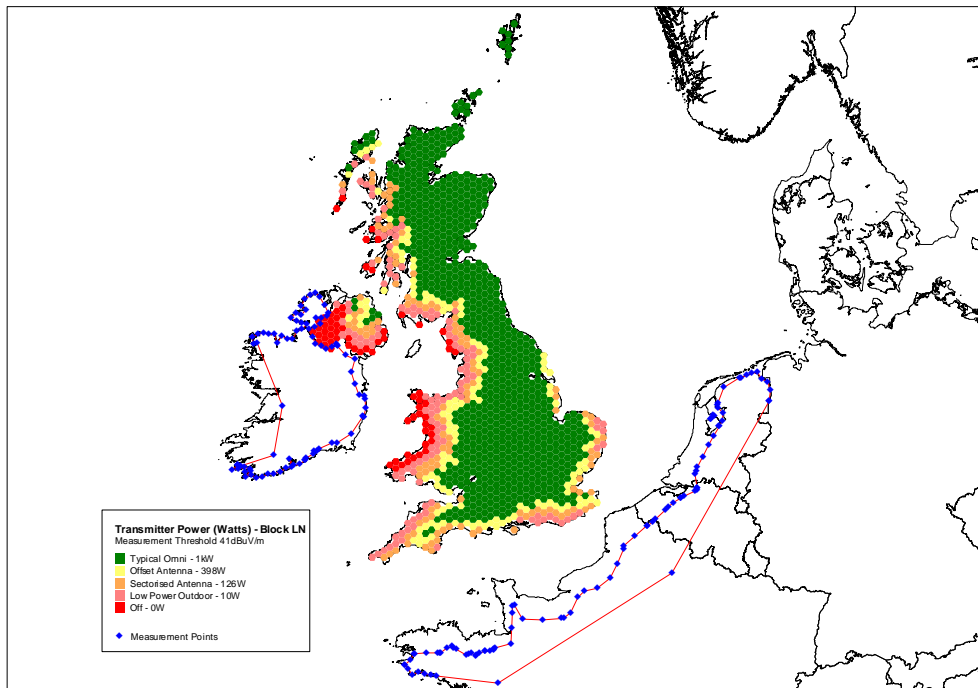 Transmitter Power (Watts) - Block LN
Measurement Threshold 41dBuV/m
Typical Omni - 1kW
Offset Antenna - 398W
Sectorised Antenna - 126W
Low Power Outdoor - 10W
Off - 0W
Measurement Points